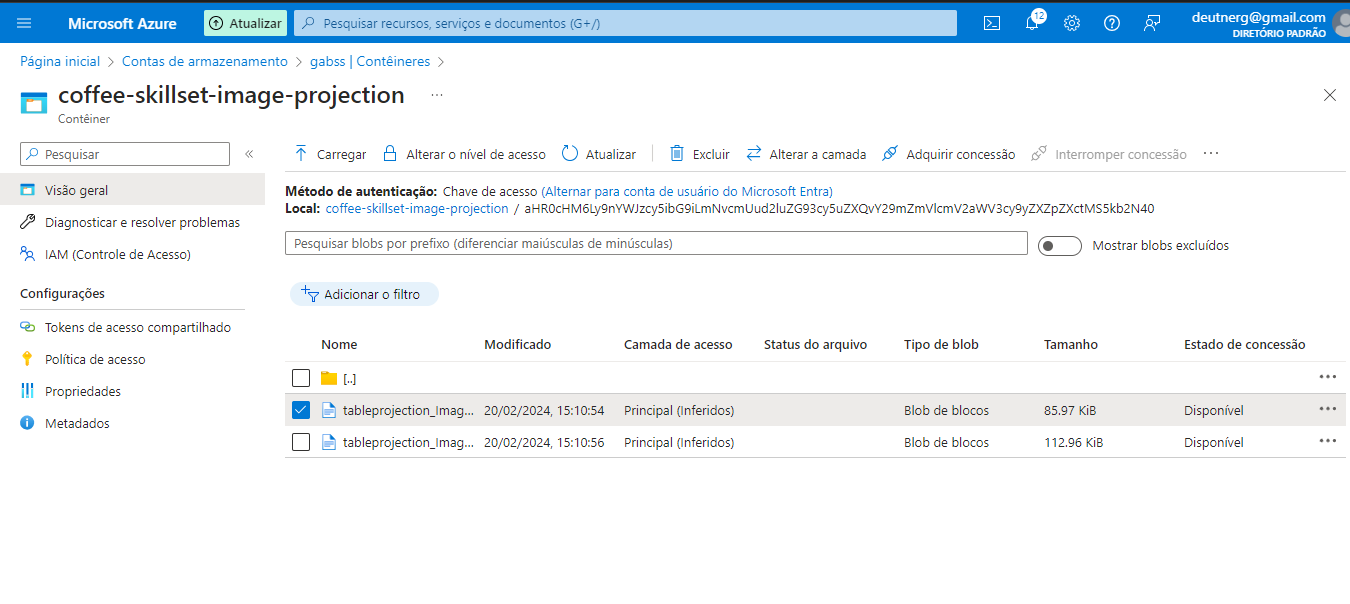 Microsoft Azure
Atualizar
Pesquisar recursos, serviços e documentos (G+/)
12
deutnerg@gmail.com
DIRETÓRIO PADRÃO
Página inicial > Contas de armazenamento > gabss | Contêineres >
coffee-skillset-image-projection ...
Contêiner
Pesquisar
«
Carregar
Alterar o nível de acesso
Atualizar
Excluir
Alterar a camada
Adquirir concessão
Interromper concessão
...
Visão geral
Diagnosticar e resolver problemas
IAM (Controle de Acesso)
Configurações
Tokens de acesso compartilhado
Política de acesso
Propriedades
Metadados
Método de autenticação: Chave de acesso (Alternar para conta de usuário do Microsoft Entra)
Local: coffee-skillset-image-projection / aHR0cHM6Ly9nYWJzcy5ibG9iLmNvcmUud2luZG93cy5uZXQvY29mZmVlcmV2aWV3cy9yZXZpZXctMS5kb2N40
Pesquisar blobs por prefixo (diferenciar maiúsculas de minúsculas)
Mostrar blobs excluídos
Adicionar o filtro
Nome Modificado Camada de acesso Status do arquivo Tipo de blob Tamanho Estado de concessão
[..] ...
tableprojection_Imag... 20/02/2024, 15:10:54 Principal (Inferidos) Blob de blocos 85.97 KiB Disponível ...
tableprojection_Imag... 20/02/2024, 15:10:56 Principal (Inferidos) Blob de blocos 112.96 KiB Disponível ...